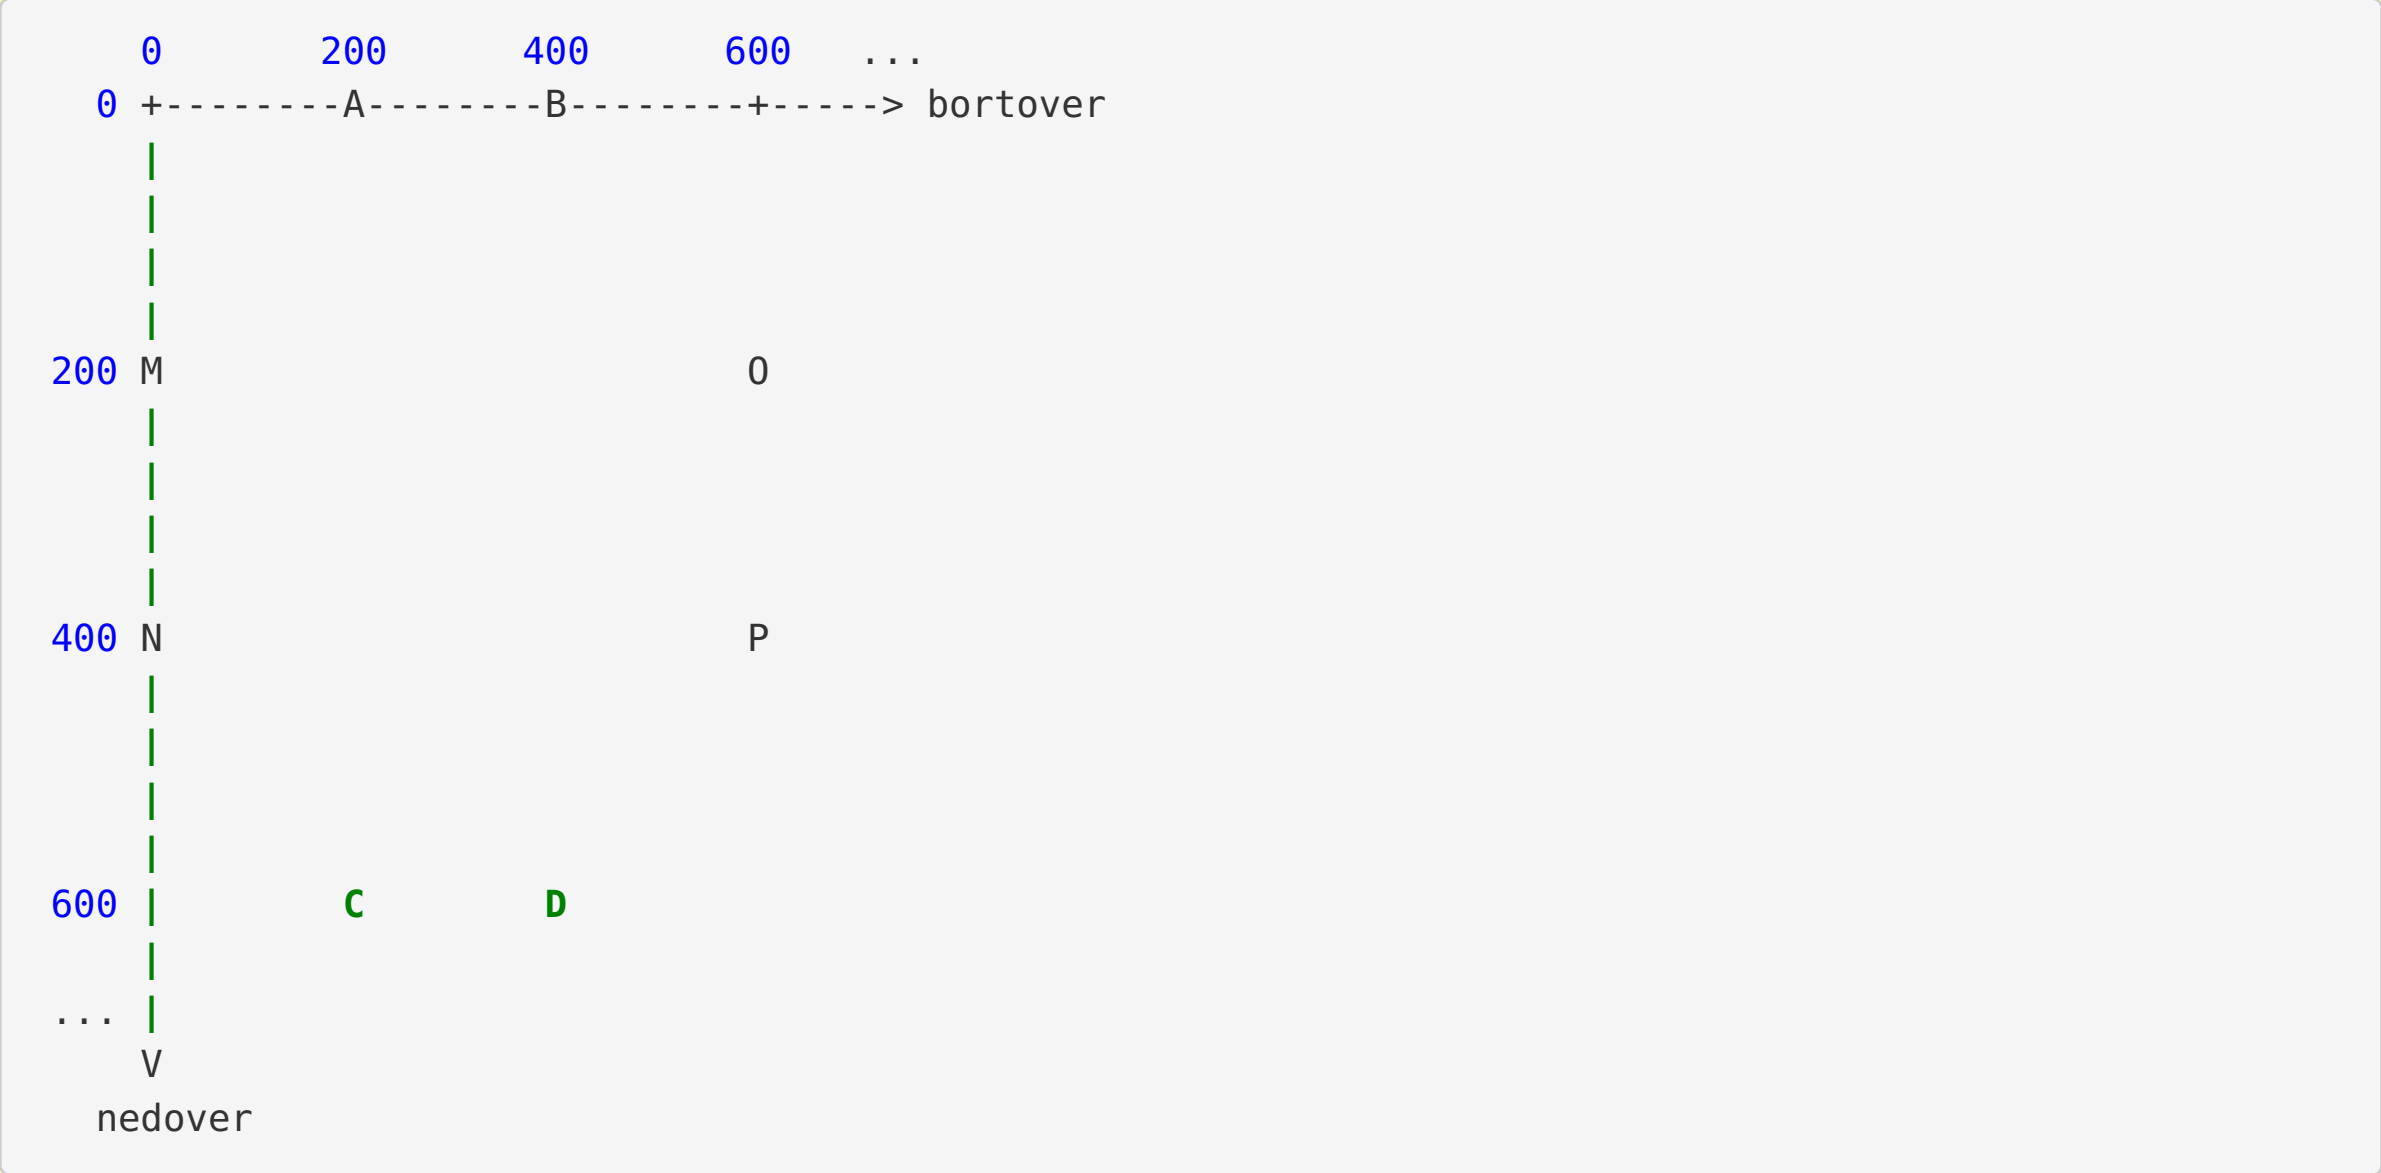 0       200      400      600   ...
  0 +--------A--------B--------+-----> bortover
    |
    |
    |
    |
200 M                          O
    |
    |
    |
    |
400 N                          P
    |
    |
    |
    |
600 |        C        D
    |
... |
    V
  nedover